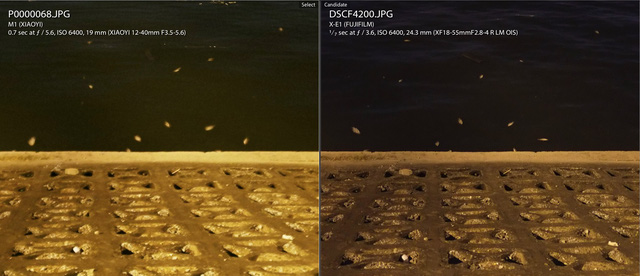 Select
P0000068.JPG
M1 (XIAOYI)
0.7 sec at ƒ / 5.6, ISO 6400, 19 mm (XIAOYI 12-40mm F3.5-5.6)
Candidate
DSCF4200.JPG
X-E1 (FUJIFILM)
¹/₇ sec at ƒ / 3.6, ISO 6400, 24.3 mm (XF18-55mmF2.8-4 R LM OIS)